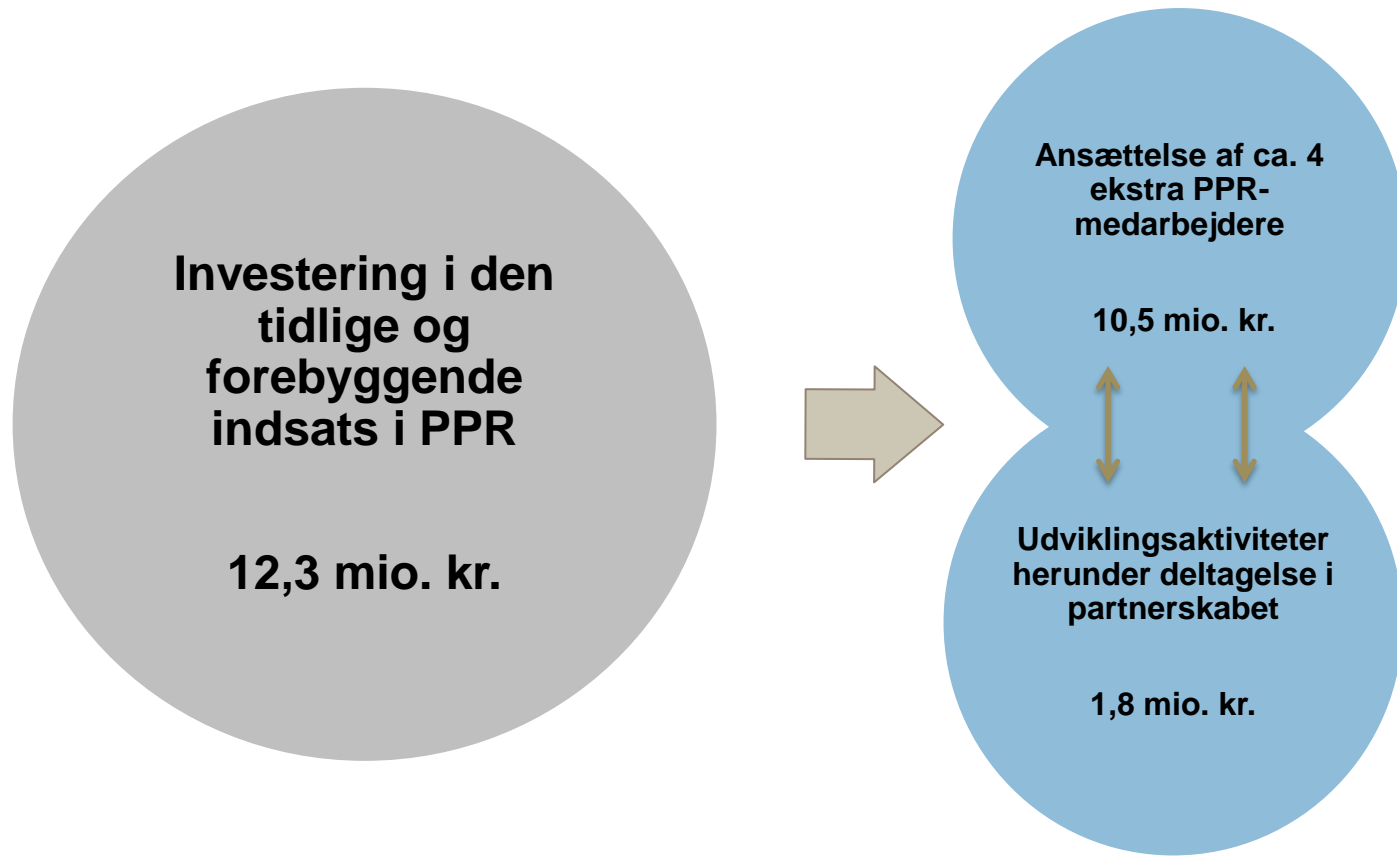 Investering i den
tidlige og
forebyggende
indsats i PPR
12,3 mio. kr.
Ansættelse af ca. 4
ekstra PPR-
medarbejdere
10,5 mio. kr.
Udviklingsaktiviteter
herunder deltagelse i
partnerskabet
1,8 mio. kr.